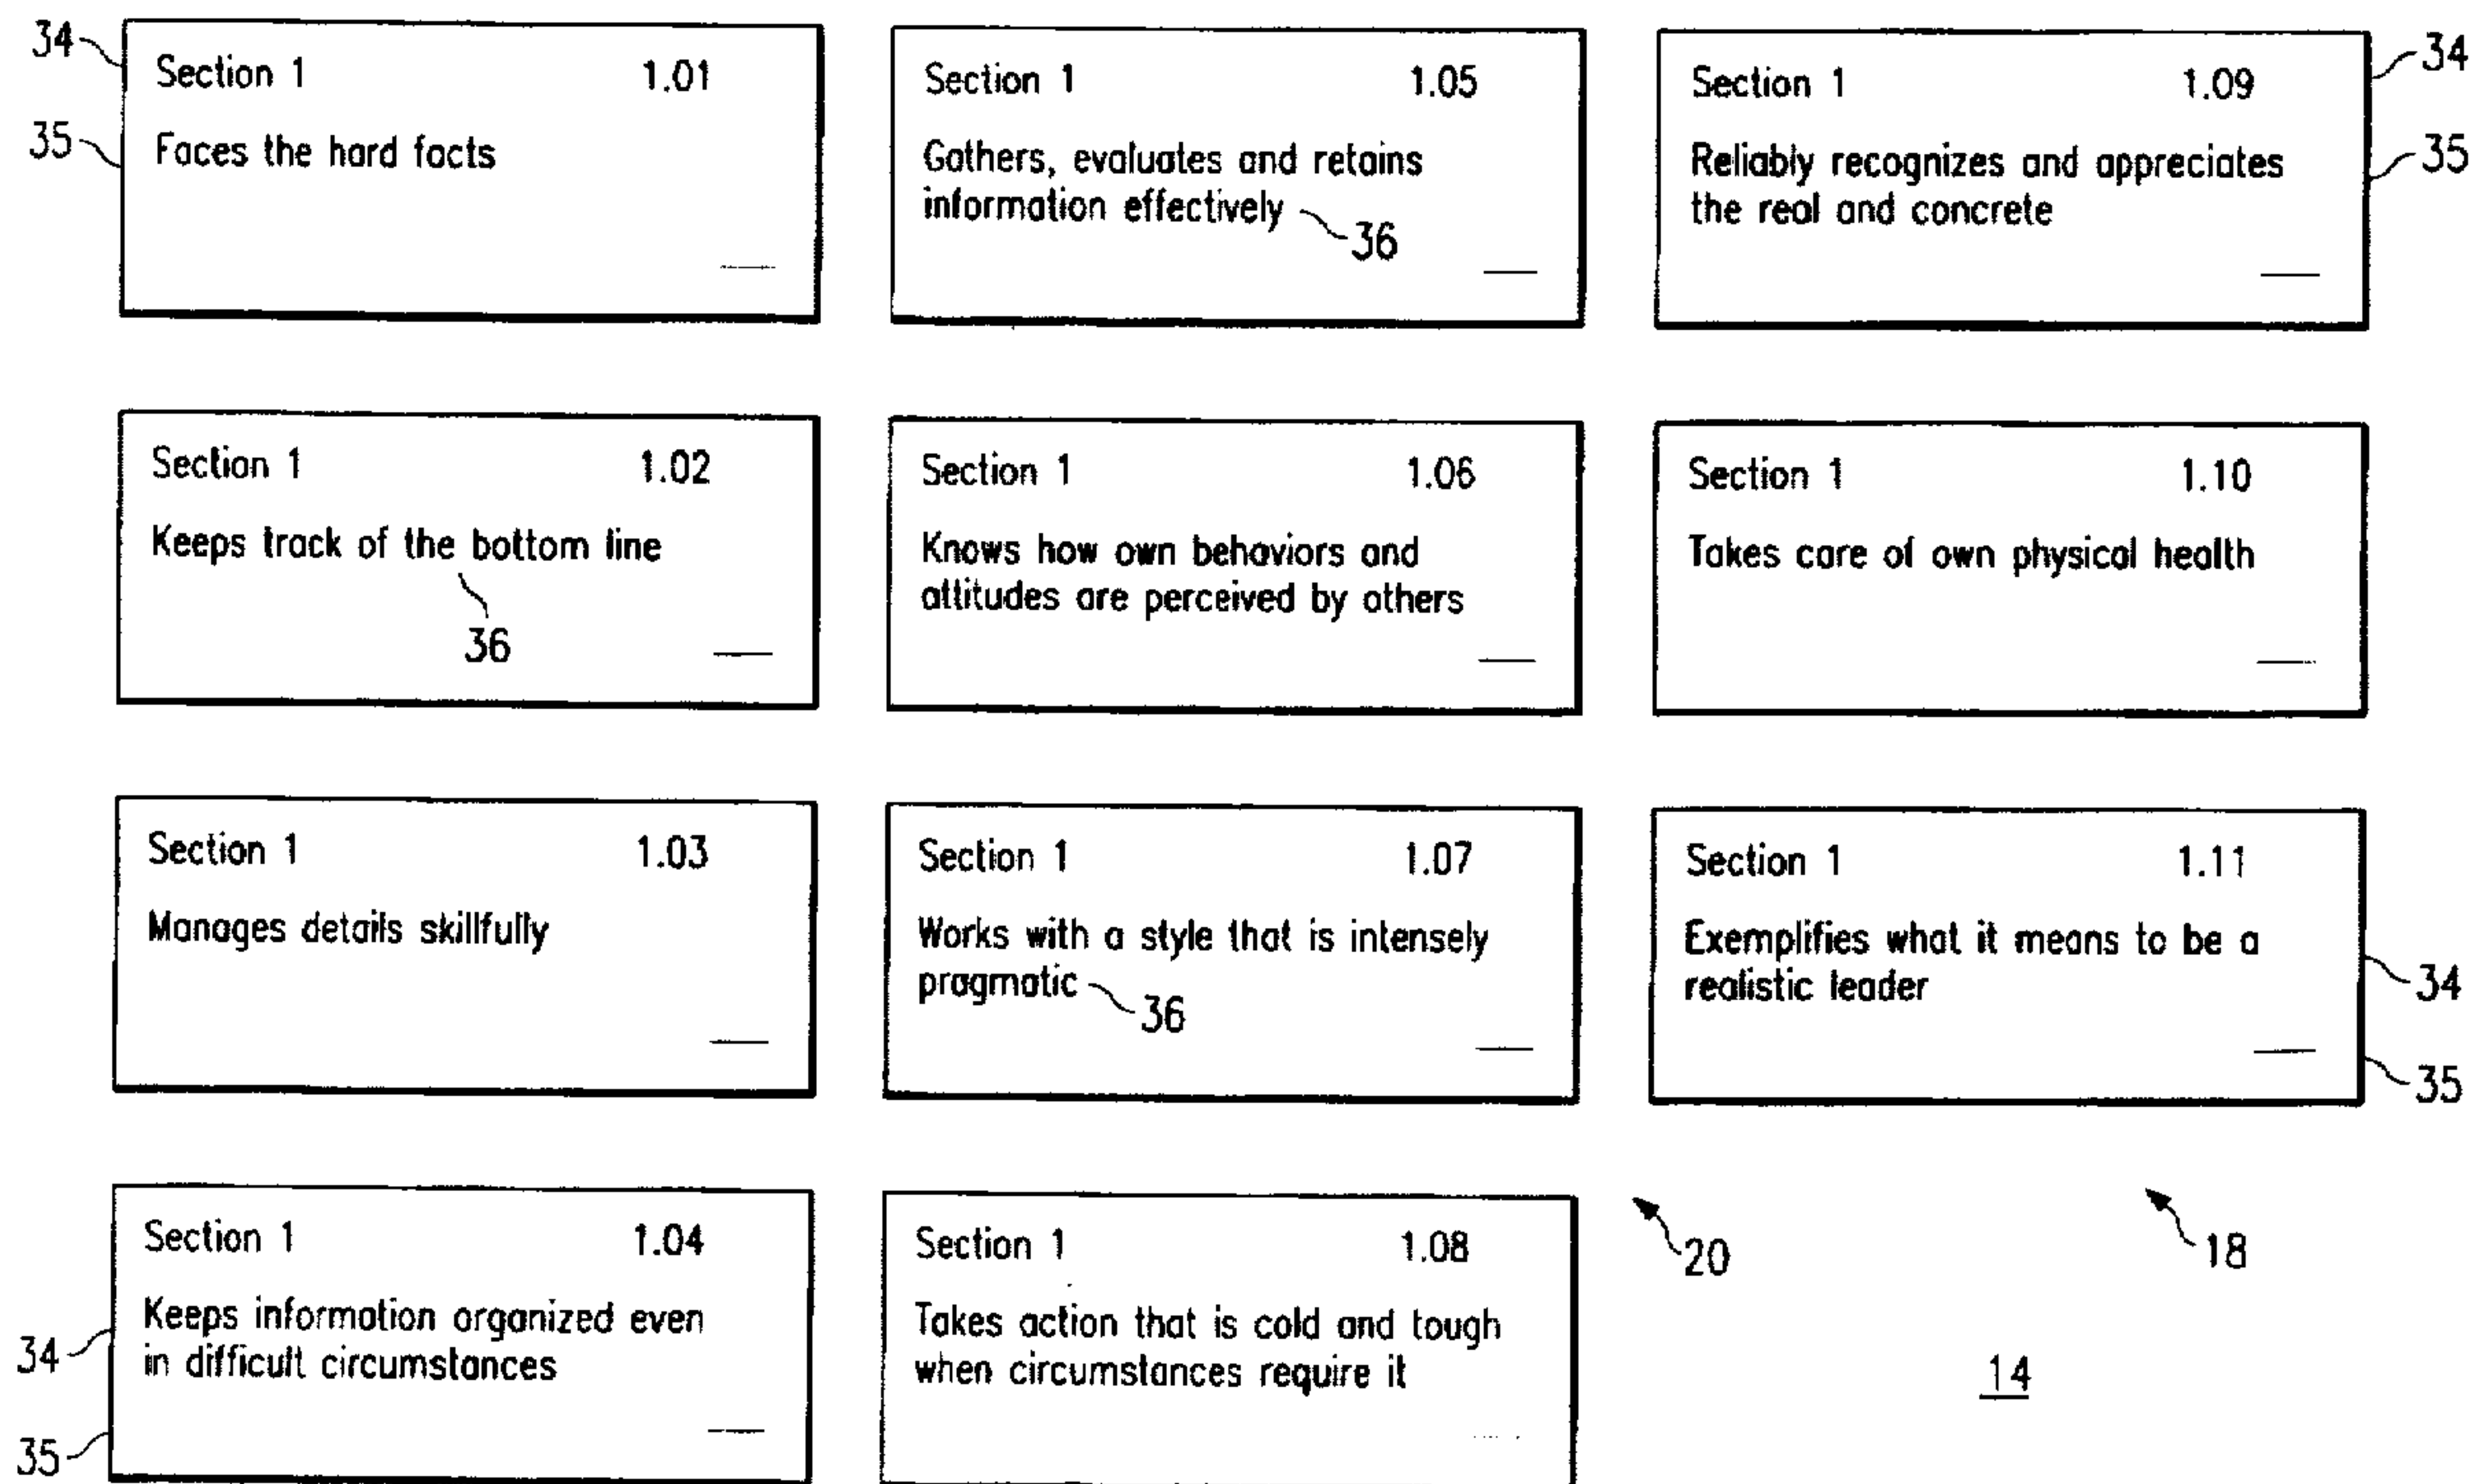 34
Section 1 1.01
35
Faces the hard facts
Section 1 1.02
Keeps track of the bottom line
36
Section 1 1.03
Manages details skillfully
Section 1 1.04
Keeps information organized even
34
in difficult circumstances
35
Section 1 1.05
Gathers, evaluates and retains
information effectively
36
Section 1 1.06
Knows how own behaviors and
attitudes are perceived by others
Section 1 1.07
Works with a style that is intensely
pragmatic
36
Section 1 1.08
Takes action that is cold and tough
when circumstances require it
34
Section 1 1.09
35
Reliably recognizes and appreciates
the real and concrete
Section 1 1.10
Takes care of own physical health
Section 1 1.11
Exemplifies what it means to be a
realistic leader
34
35
20
18
14